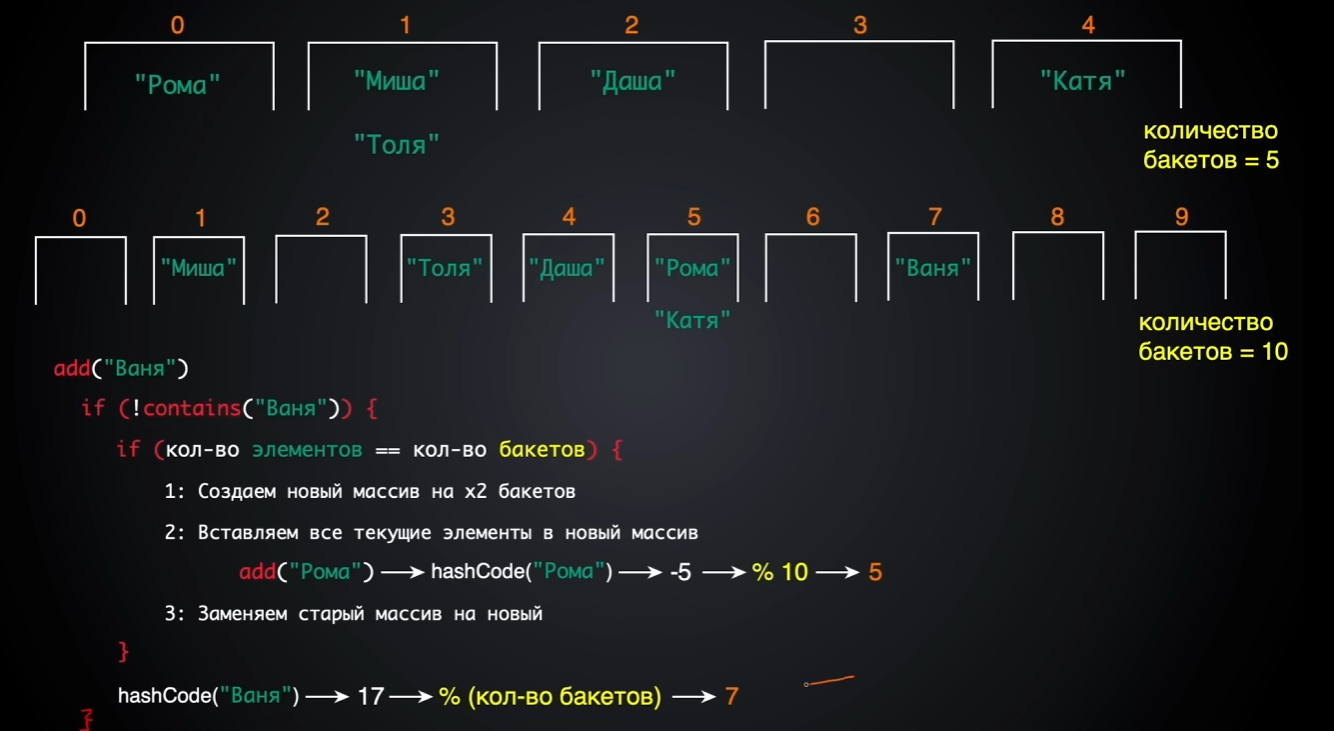 0 1 2 3 4
"Рома" "Миша" "Даша" "Катя"
"Толя"
количество
бакетов = 5
0 1 2 3 4 5 6 7 8 9
"Миша" "Толя" "Даша" "Рома" "Ваня"
"Катя"
количество
бакетов = 10
add("Ваня")
if (!contains("Ваня")) {
if (кол-во элементов == кол-во бакетов) {
1: Создаем новый массив на x2 бакетов
2: Вставляем все текущие элементы в новый массив
add("Рома") → hashCode("Рома") → -5 → % 10 → 5
3: Заменяем старый массив на новый
}
hashCode("Ваня") → 17 → % (кол-во бакетов) → 7
}